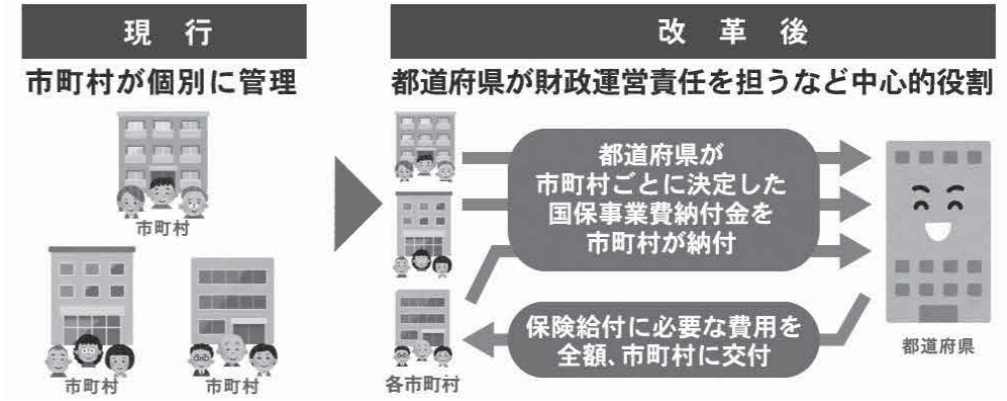 現 行
市町村が個別に管理
市町村
市町村
市町村
改 革 後
都道府県が財政運営責任を担うなど中心的役割
都道府県が
市町村ごとに決定した
国保事業費納付金を
市町村が納付
保険給付に必要な費用を
全額、市町村に交付
各市町村
都道府県